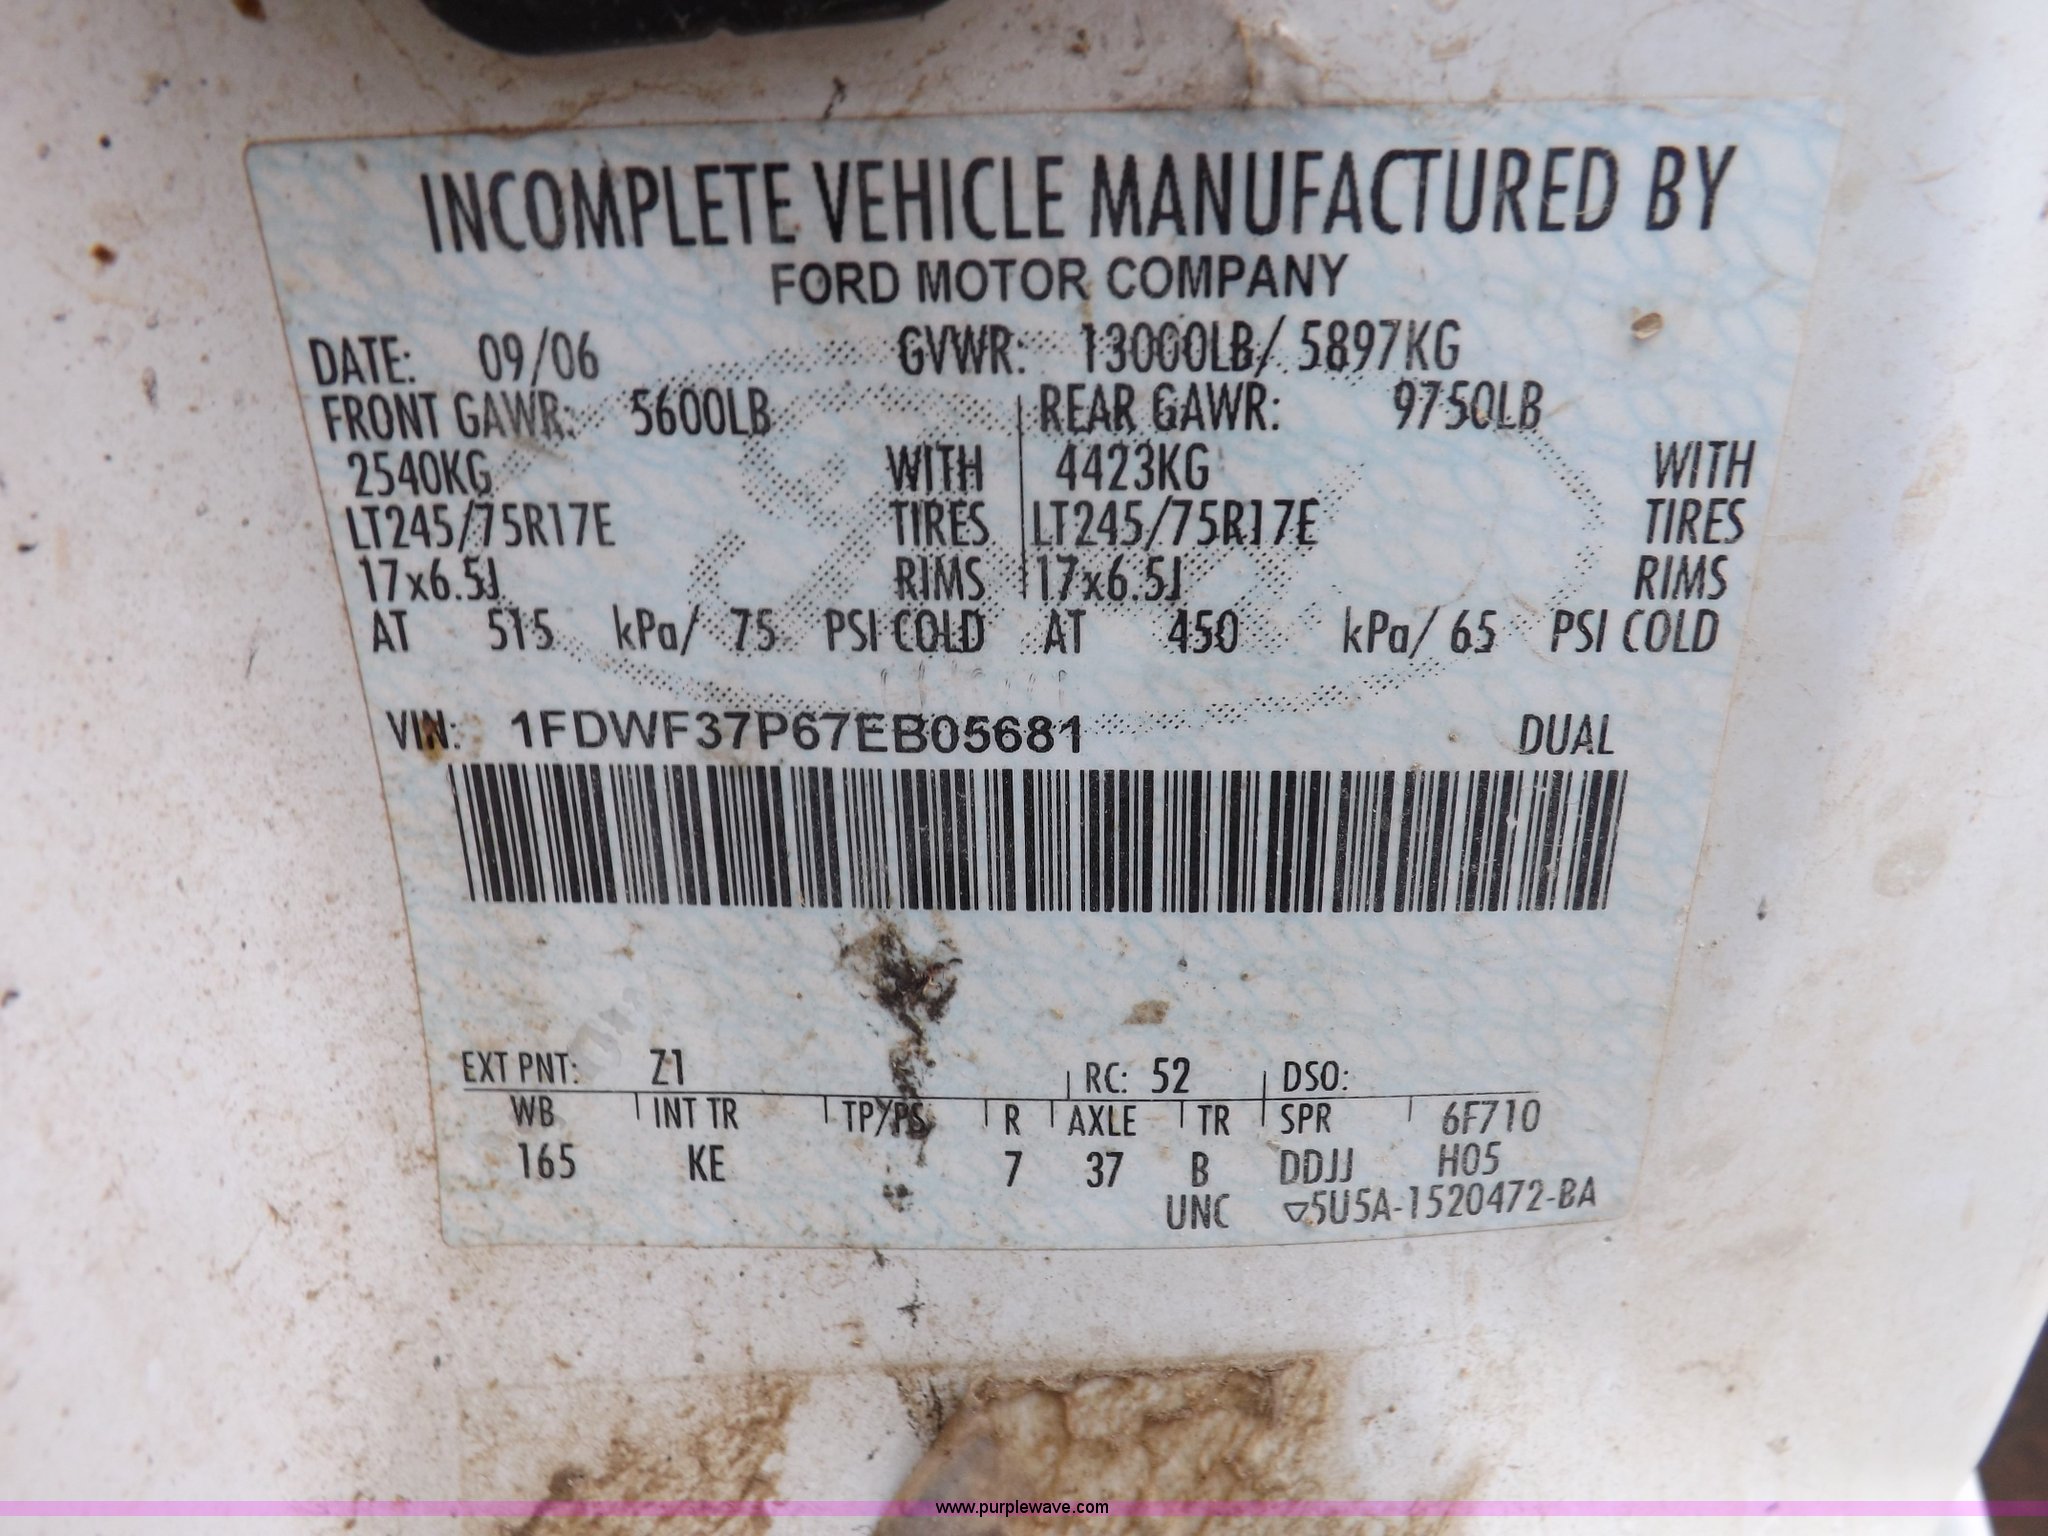 INCOMPLETE VEHICLE MANUFACTURED BY
FORD MOTOR COMPANY
DATE: 09/06 GVWR: 13000LB/ 5897KG
FRONT GAWR: 5600LB REAR GAWR: 9750LB
2540KG WITH 4423KG WITH
LT245/75R17E TIRES LT245/75R17E TIRES
17x6.5J RIMS 17x6.5J RIMS
AT 515 kPa/ 75 PSI COLD AT 450 kPa/ 65 PSI COLD
VIN: 1FDWF37P67EB05681 DUAL
EXT PNT: Z1 RC: 52 DSO:
WB INT TR TP/PS R AXLE TR SPR 6F710
165 KE 7 37 B DDJJ H05
UNC ▽5U5A-1520472-BA
www.purplewave.com